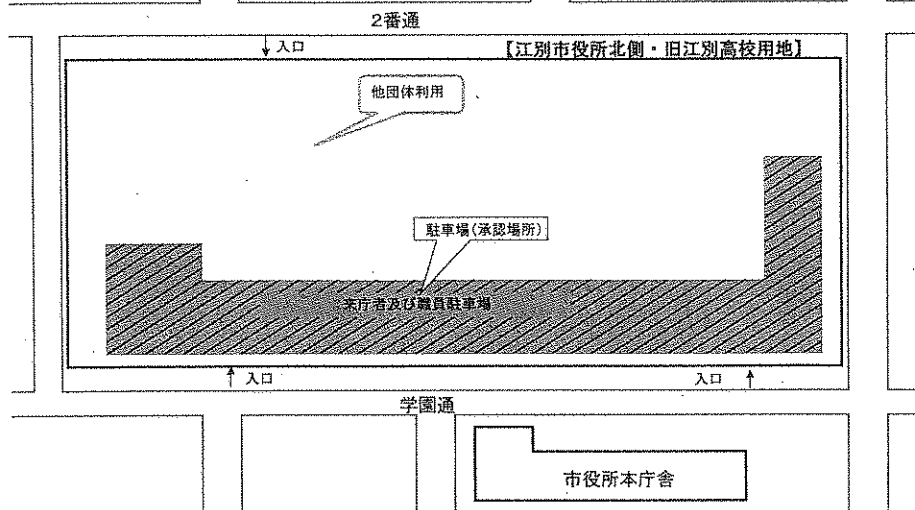 2番通
入口
【江別市役所北側・旧江別高校用地】
他団体利用
駐車場(承認場所)
来庁者及び職員駐車場
入口
入口
学園通
市役所本庁舎